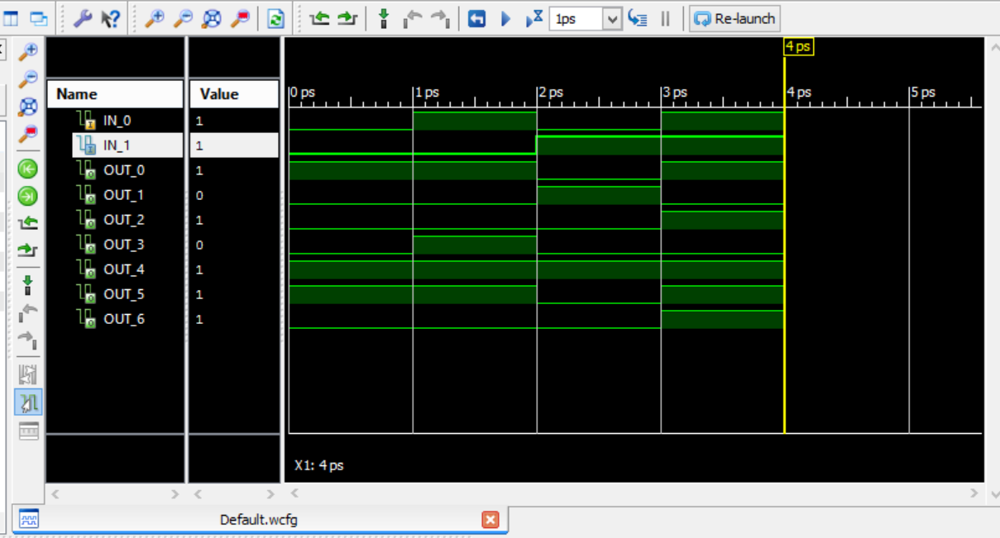 1ps
Re-launch
4 ps
Name Value
0 ps 1 ps 2 ps 3 ps 4 ps 5 ps
IN_0 1
IN_1 1
OUT_0 1
OUT_1 0
OUT_2 1
OUT_3 0
OUT_4 1
OUT_5 1
OUT_6 1
X1: 4 ps
Default.wcfg